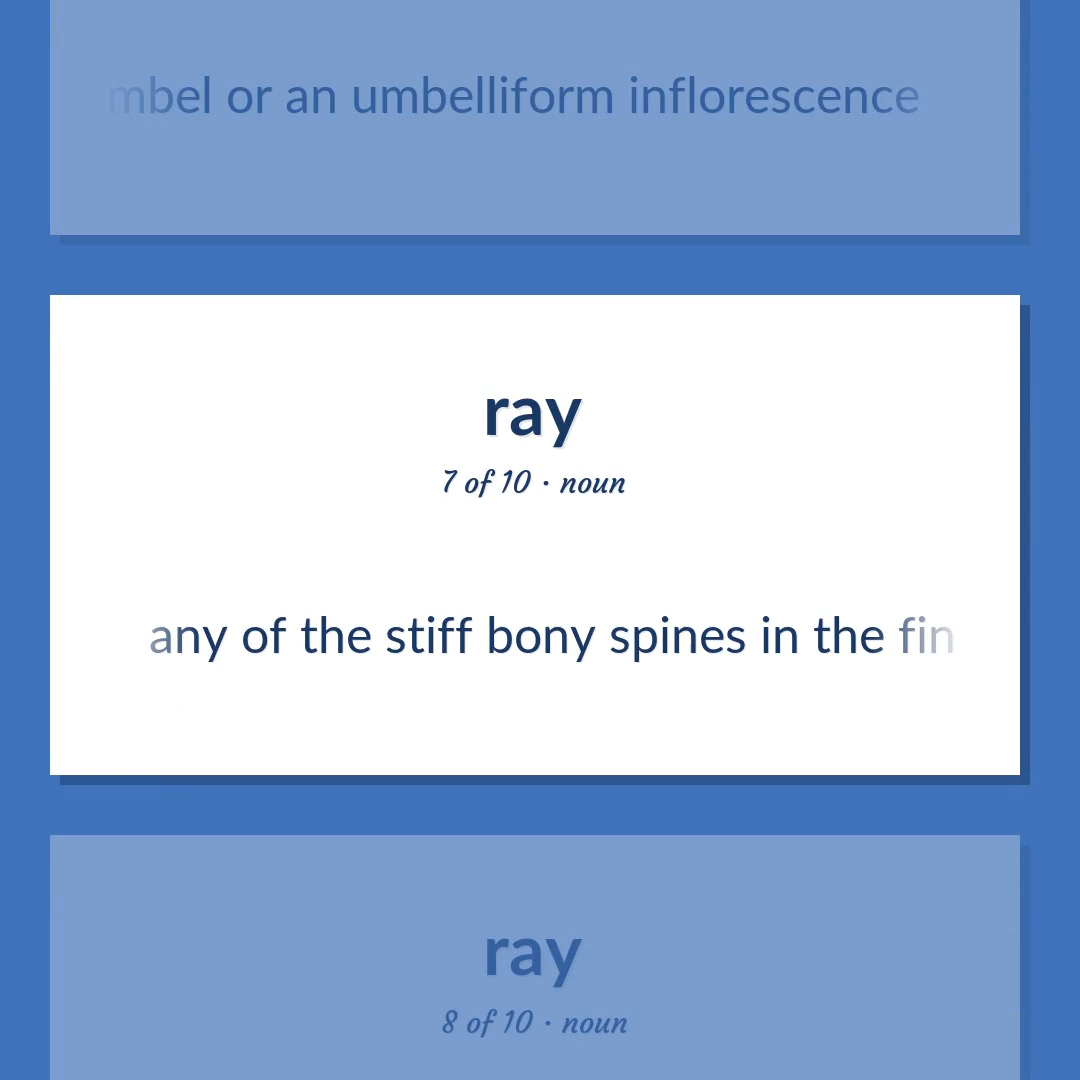 mbel or an umbelliform inflorescence
ray
7 of 10 · noun
any of the stiff bony spines in the fin
ray
8 of 10 · noun